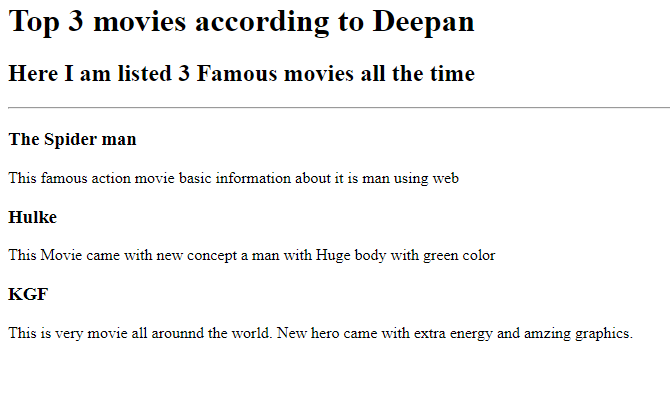 Top 3 movies according to Deepan
Here I am listed 3 Famous movies all the time
The Spider man
This famous action movie basic information about it is man using web
Hulke
This Movie came with new concept a man with Huge body with green color
KGF
This is very movie all arounnd the world. New hero came with extra energy and amzing graphics.